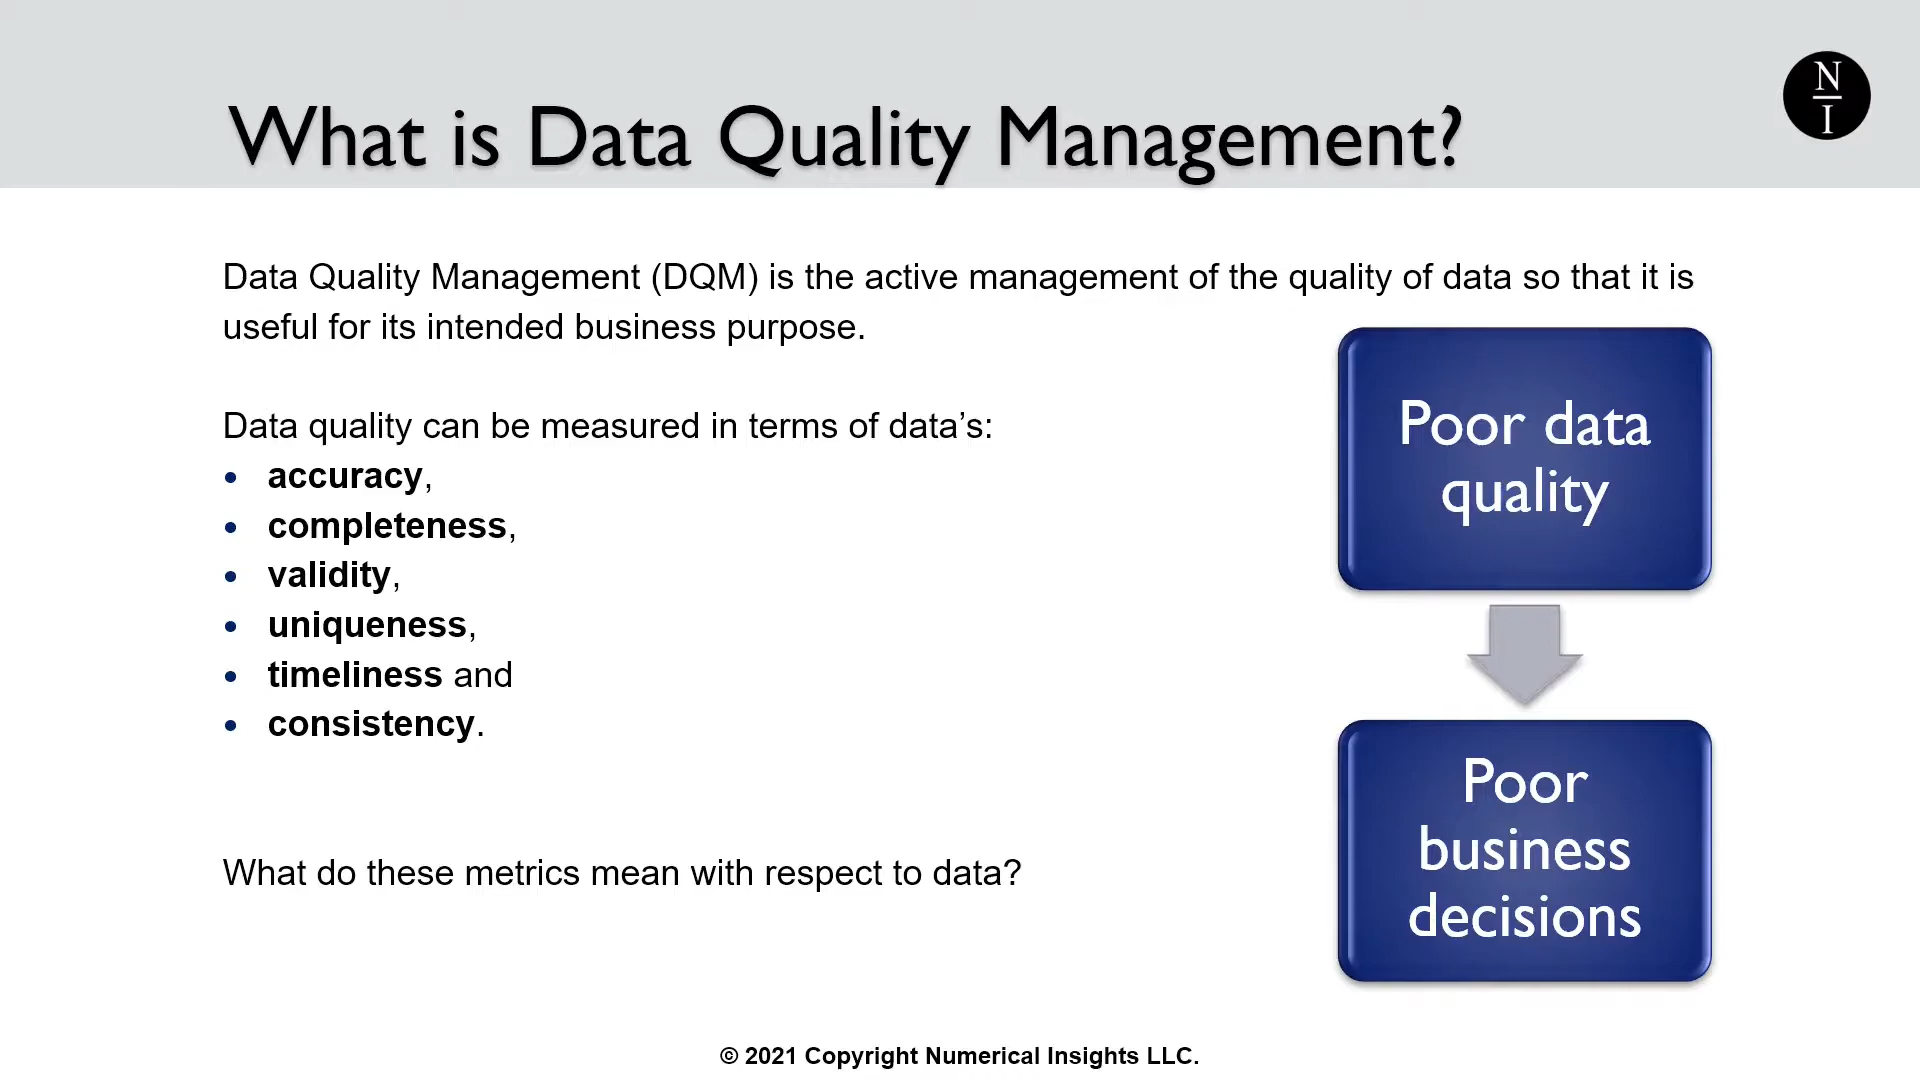 What is Data Quality Management?
N
I
Data Quality Management (DQM) is the active management of the quality of data so that it is
useful for its intended business purpose.
Data quality can be measured in terms of data’s:
• accuracy,
• completeness,
• validity,
• uniqueness,
• timeliness and
• consistency.
What do these metrics mean with respect to data?
Poor data
quality
Poor
business
decisions
© 2021 Copyright Numerical Insights LLC.